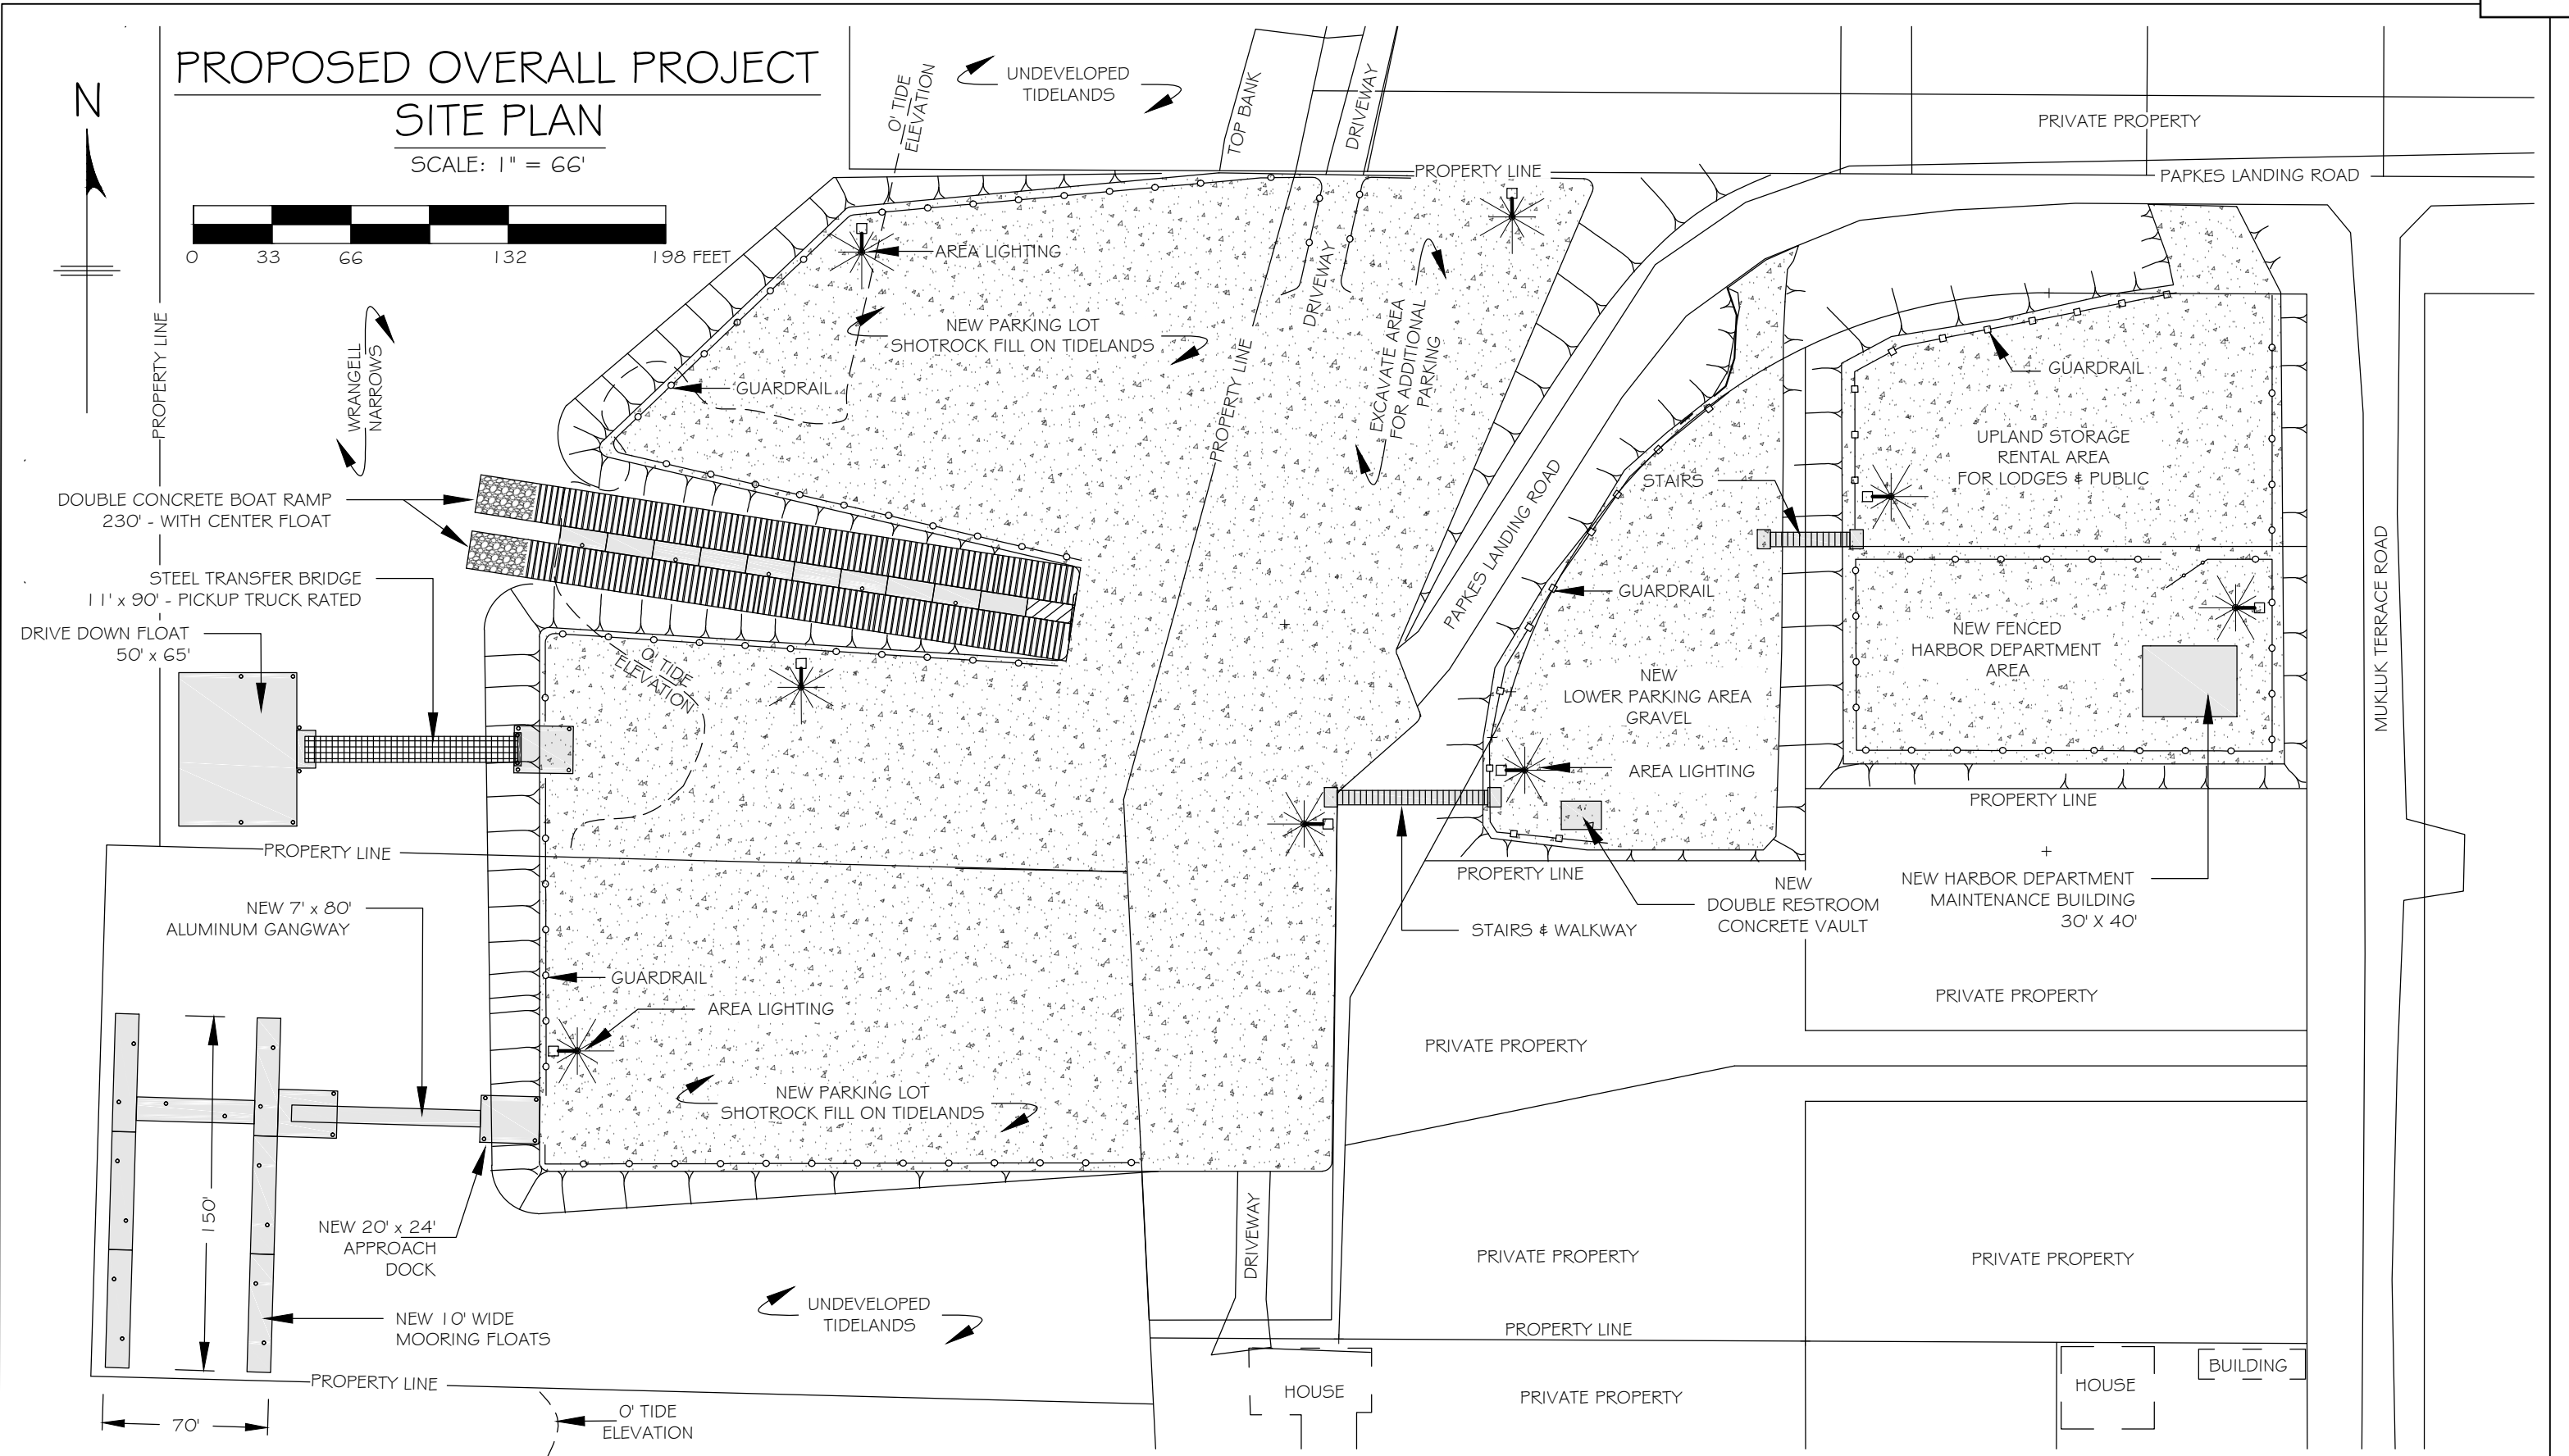 PROPOSED OVERALL PROJECT
SITE PLAN
SCALE: 1" = 66'
N
0 33 66 132 198 FEET
UNDEVELOPED
TIDELANDS
0' TIDE
ELEVATION
TOP BANK
DRIVEWAY
PRIVATE PROPERTY
PROPERTY LINE
PAPKES LANDING ROAD
AREA LIGHTING
NEW PARKING LOT
SHOTROCK FILL ON TIDELANDS
DRIVEWAY
PROPERTY LINE
EXCAVATE AREA
FOR ADDITIONAL
PARKING
GUARDRAIL
PROPERTY LINE
WRANGELL
NARROWS
GUARDRAIL
UPLAND STORAGE
RENTAL AREA
FOR LODGES & PUBLIC
STAIRS
PAPKES LANDING ROAD
DOUBLE CONCRETE BOAT RAMP
230' - WITH CENTER FLOAT
STEEL TRANSFER BRIDGE
11' x 90' - PICKUP TRUCK RATED
DRIVE DOWN FLOAT
50' x 65'
0' TIDE
ELEVATION
GUARDRAIL
NEW
LOWER PARKING AREA
GRAVEL
AREA LIGHTING
NEW FENCED
HARBOR DEPARTMENT
AREA
MUKLUK TERRACE ROAD
PROPERTY LINE
PROPERTY LINE
PROPERTY LINE
NEW
DOUBLE RESTROOM
CONCRETE VAULT
NEW HARBOR DEPARTMENT
MAINTENANCE BUILDING
30' X 40'
STAIRS & WALKWAY
NEW 7' x 80'
ALUMINUM GANGWAY
GUARDRAIL
AREA LIGHTING
PRIVATE PROPERTY
PRIVATE PROPERTY
NEW PARKING LOT
SHOTROCK FILL ON TIDELANDS
150'
NEW 20' x 24'
APPROACH
DOCK
DRIVEWAY
PRIVATE PROPERTY
PRIVATE PROPERTY
NEW 10' WIDE
MOORING FLOATS
UNDEVELOPED
TIDELANDS
PROPERTY LINE
PROPERTY LINE
70'
0' TIDE
ELEVATION
HOUSE
PRIVATE PROPERTY
HOUSE
BUILDING